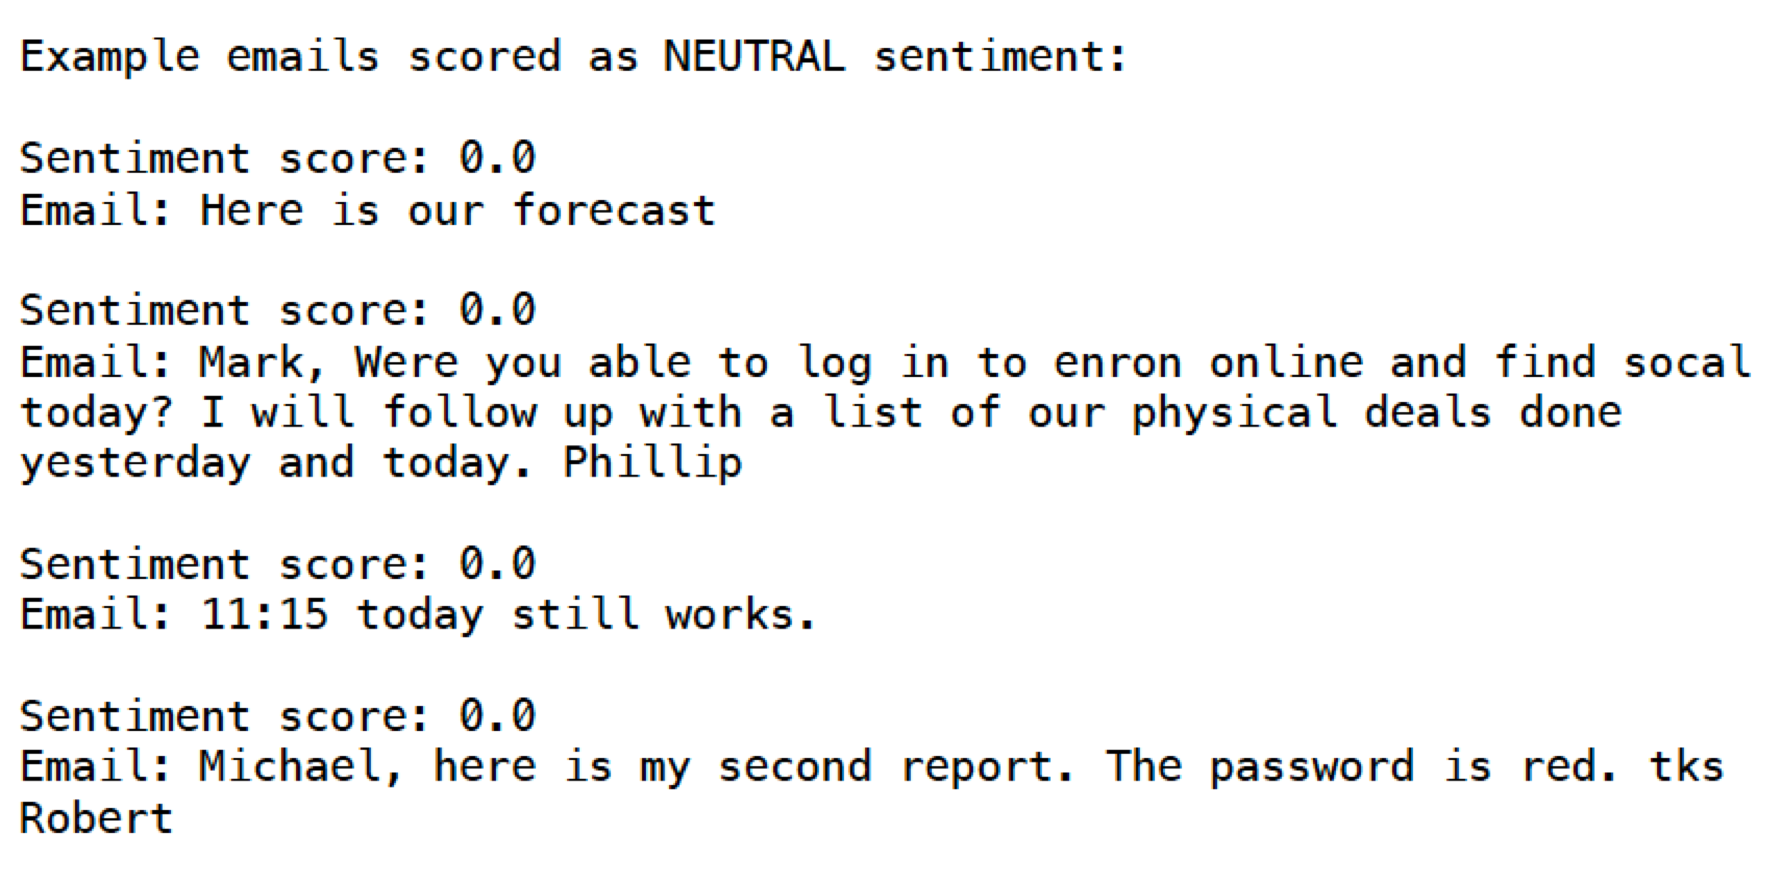 Example emails scored as NEUTRAL sentiment:
Sentiment score: 0.0
Email: Here is our forecast
Sentiment score: 0.0
Email: Mark, Were you able to log in to enron online and find socal
today? I will follow up with a list of our physical deals done
yesterday and today. Phillip
Sentiment score: 0.0
Email: 11:15 today still works.
Sentiment score: 0.0
Email: Michael, here is my second report. The password is red. tks
Robert